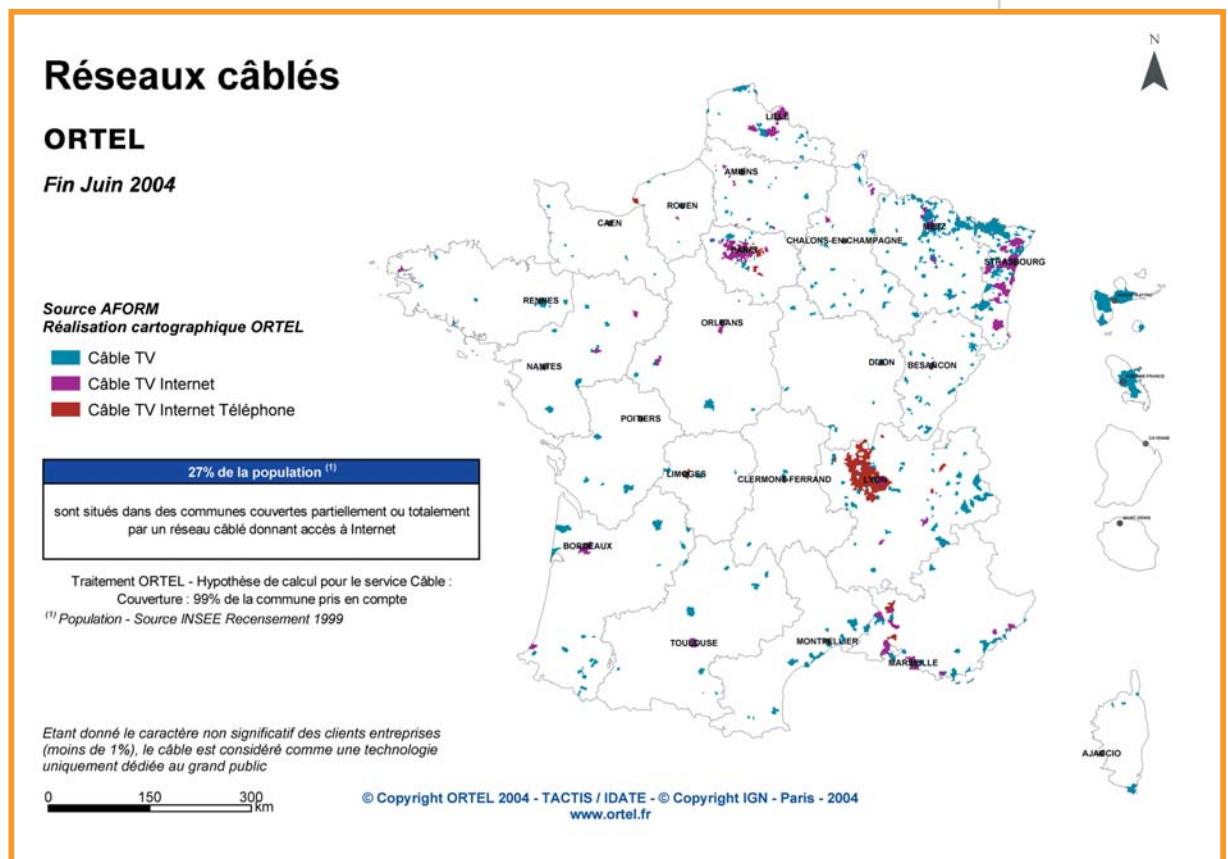 Réseaux câblés
ORTEL
Fin Juin 2004
Source AFORM
Réalisation cartographique ORTEL
Câble TV
Câble TV Internet
Câble TV Internet Téléphone
27% de la population (1)
sont situés dans des communes couvertes partiellement ou totalement
par un réseau câblé donnant accès à Internet
Traitement ORTEL - Hypothèse de calcul pour le service Câble :
Couverture : 99% de la commune pris en compte
(1) Population - Source INSEE Recensement 1999
Etant donné le caractère non significatif des clients entreprises
(moins de 1%), le câble est considéré comme une technologie
uniquement dédiée au grand public
0 150 300
km
© Copyright ORTEL 2004 - TACTIS / IDATE - © Copyright IGN - Paris - 2004
www.ortel.fr
N
LILLE
AMIENS
ROUEN
CAEN
PARIS
CHALONS-EN-CHAMPAGNE
METZ
STRASBOURG
RENNES
ORLEANS
NANTES
DIJON
BESANCON
POITIERS
LIMOGES
CLERMONT-FERRAND
LYON
BORDEAUX
TOULOUSE
MONTPELLIER
MARSEILLE
CAYENNE
SAINT-DENIS
AJACCIO